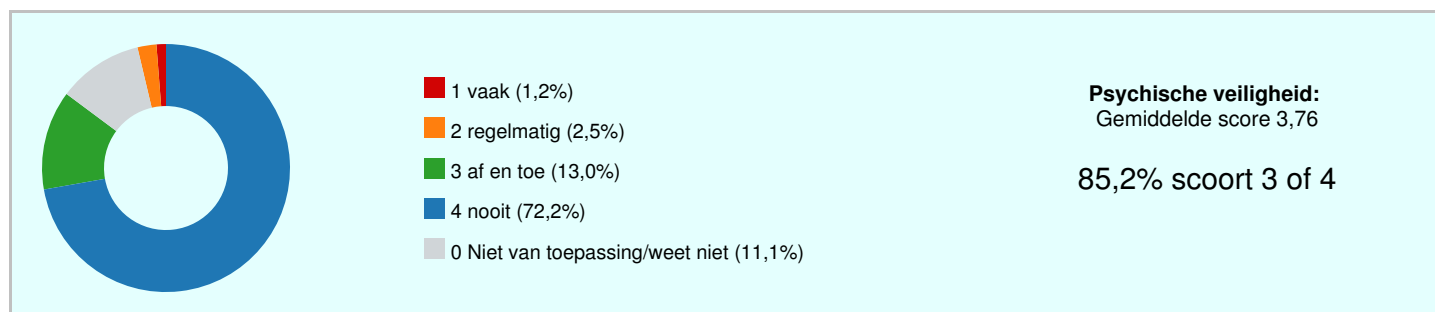 1 vaak (1,2%)
2 regelmatig (2,5%)
3 af en toe (13,0%)
4 nooit (72,2%)
0 Niet van toepassing/weet niet (11,1%)
Psychische veiligheid:
Gemiddelde score 3,76
85,2% scoort 3 of 4